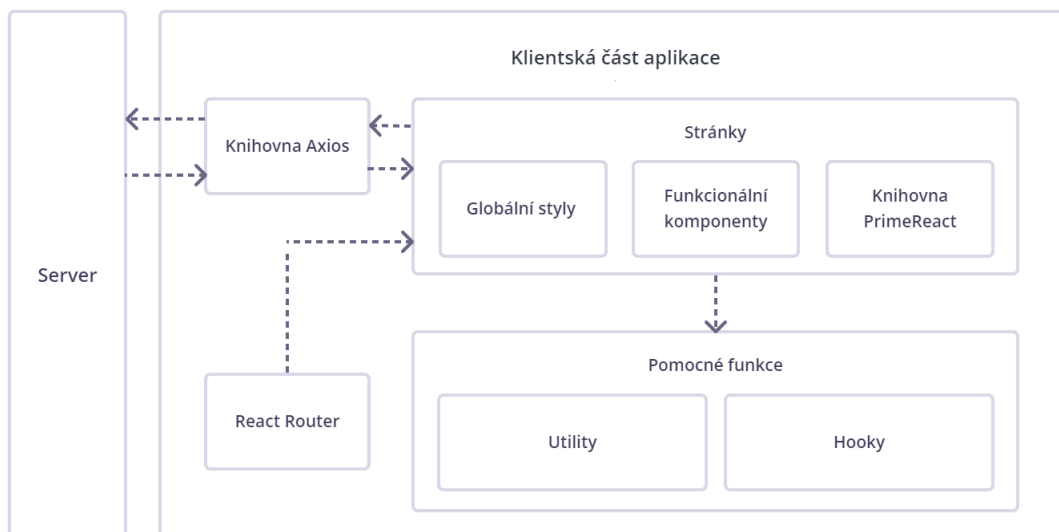 Klientská část aplikace
Knihovna Axios
Stránky
Globální styly
Funkcionální
komponenty
Knihovna
PrimeReact
Server
Pomocné funkce
React Router
Utility
Hooky